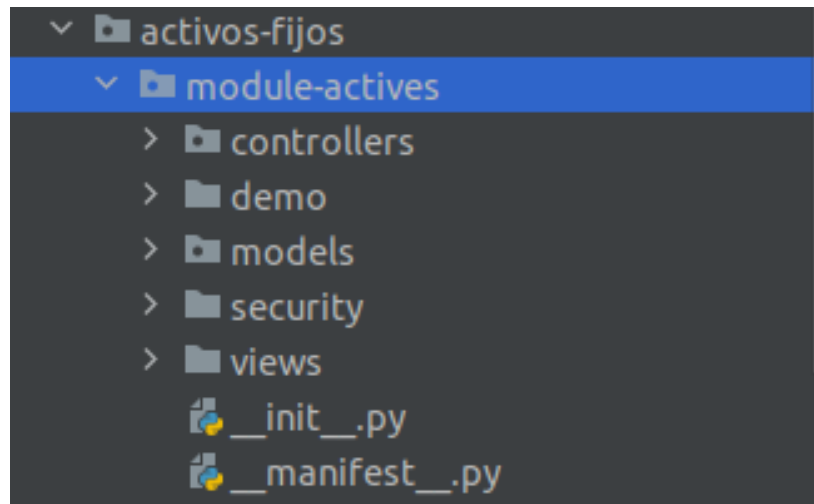 activos-fijos
module-actives
controllers
demo
models
security
views
__init__.py
__manifest__.py